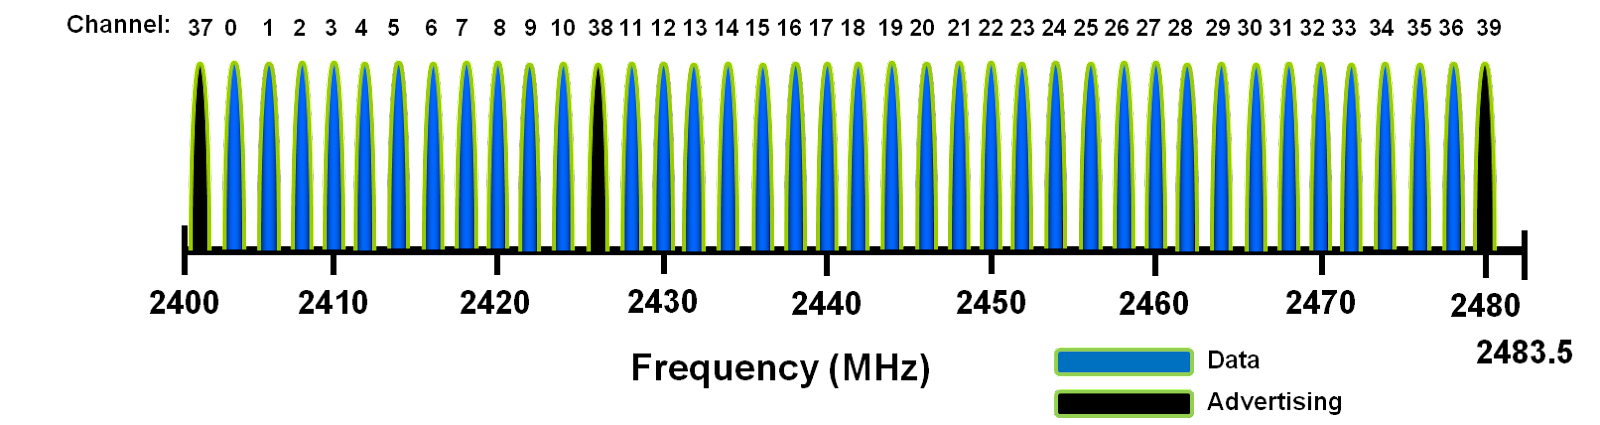 Channel: 37 0 1 2 3 4 5 6 7 8 9 10 38 11 12 13 14 15 16 17 18 19 20 21 22 23 24 25 26 27 28 29 30 31 32 33 34 35 36 39
2400 2410 2420 2430 2440 2450 2460 2470 2480
2483.5
Frequency (MHz)
Data
Advertising